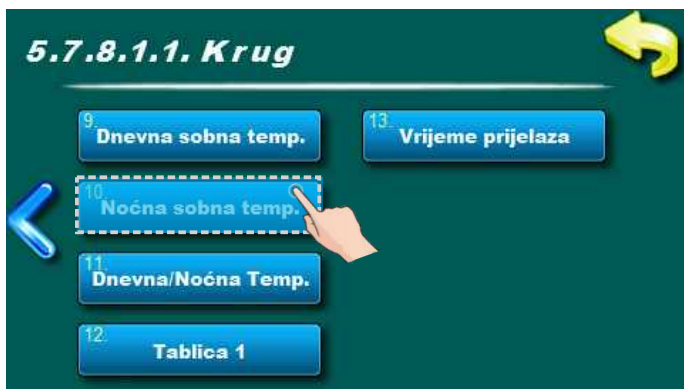 5.7.8.1.1. Krug
9.
Dnevna sobna temp.
10.
Noćna sobna temp.
11.
Dnevna/Noćna Temp.
12.
Tablica 1
13.
Vrijeme prijelaza